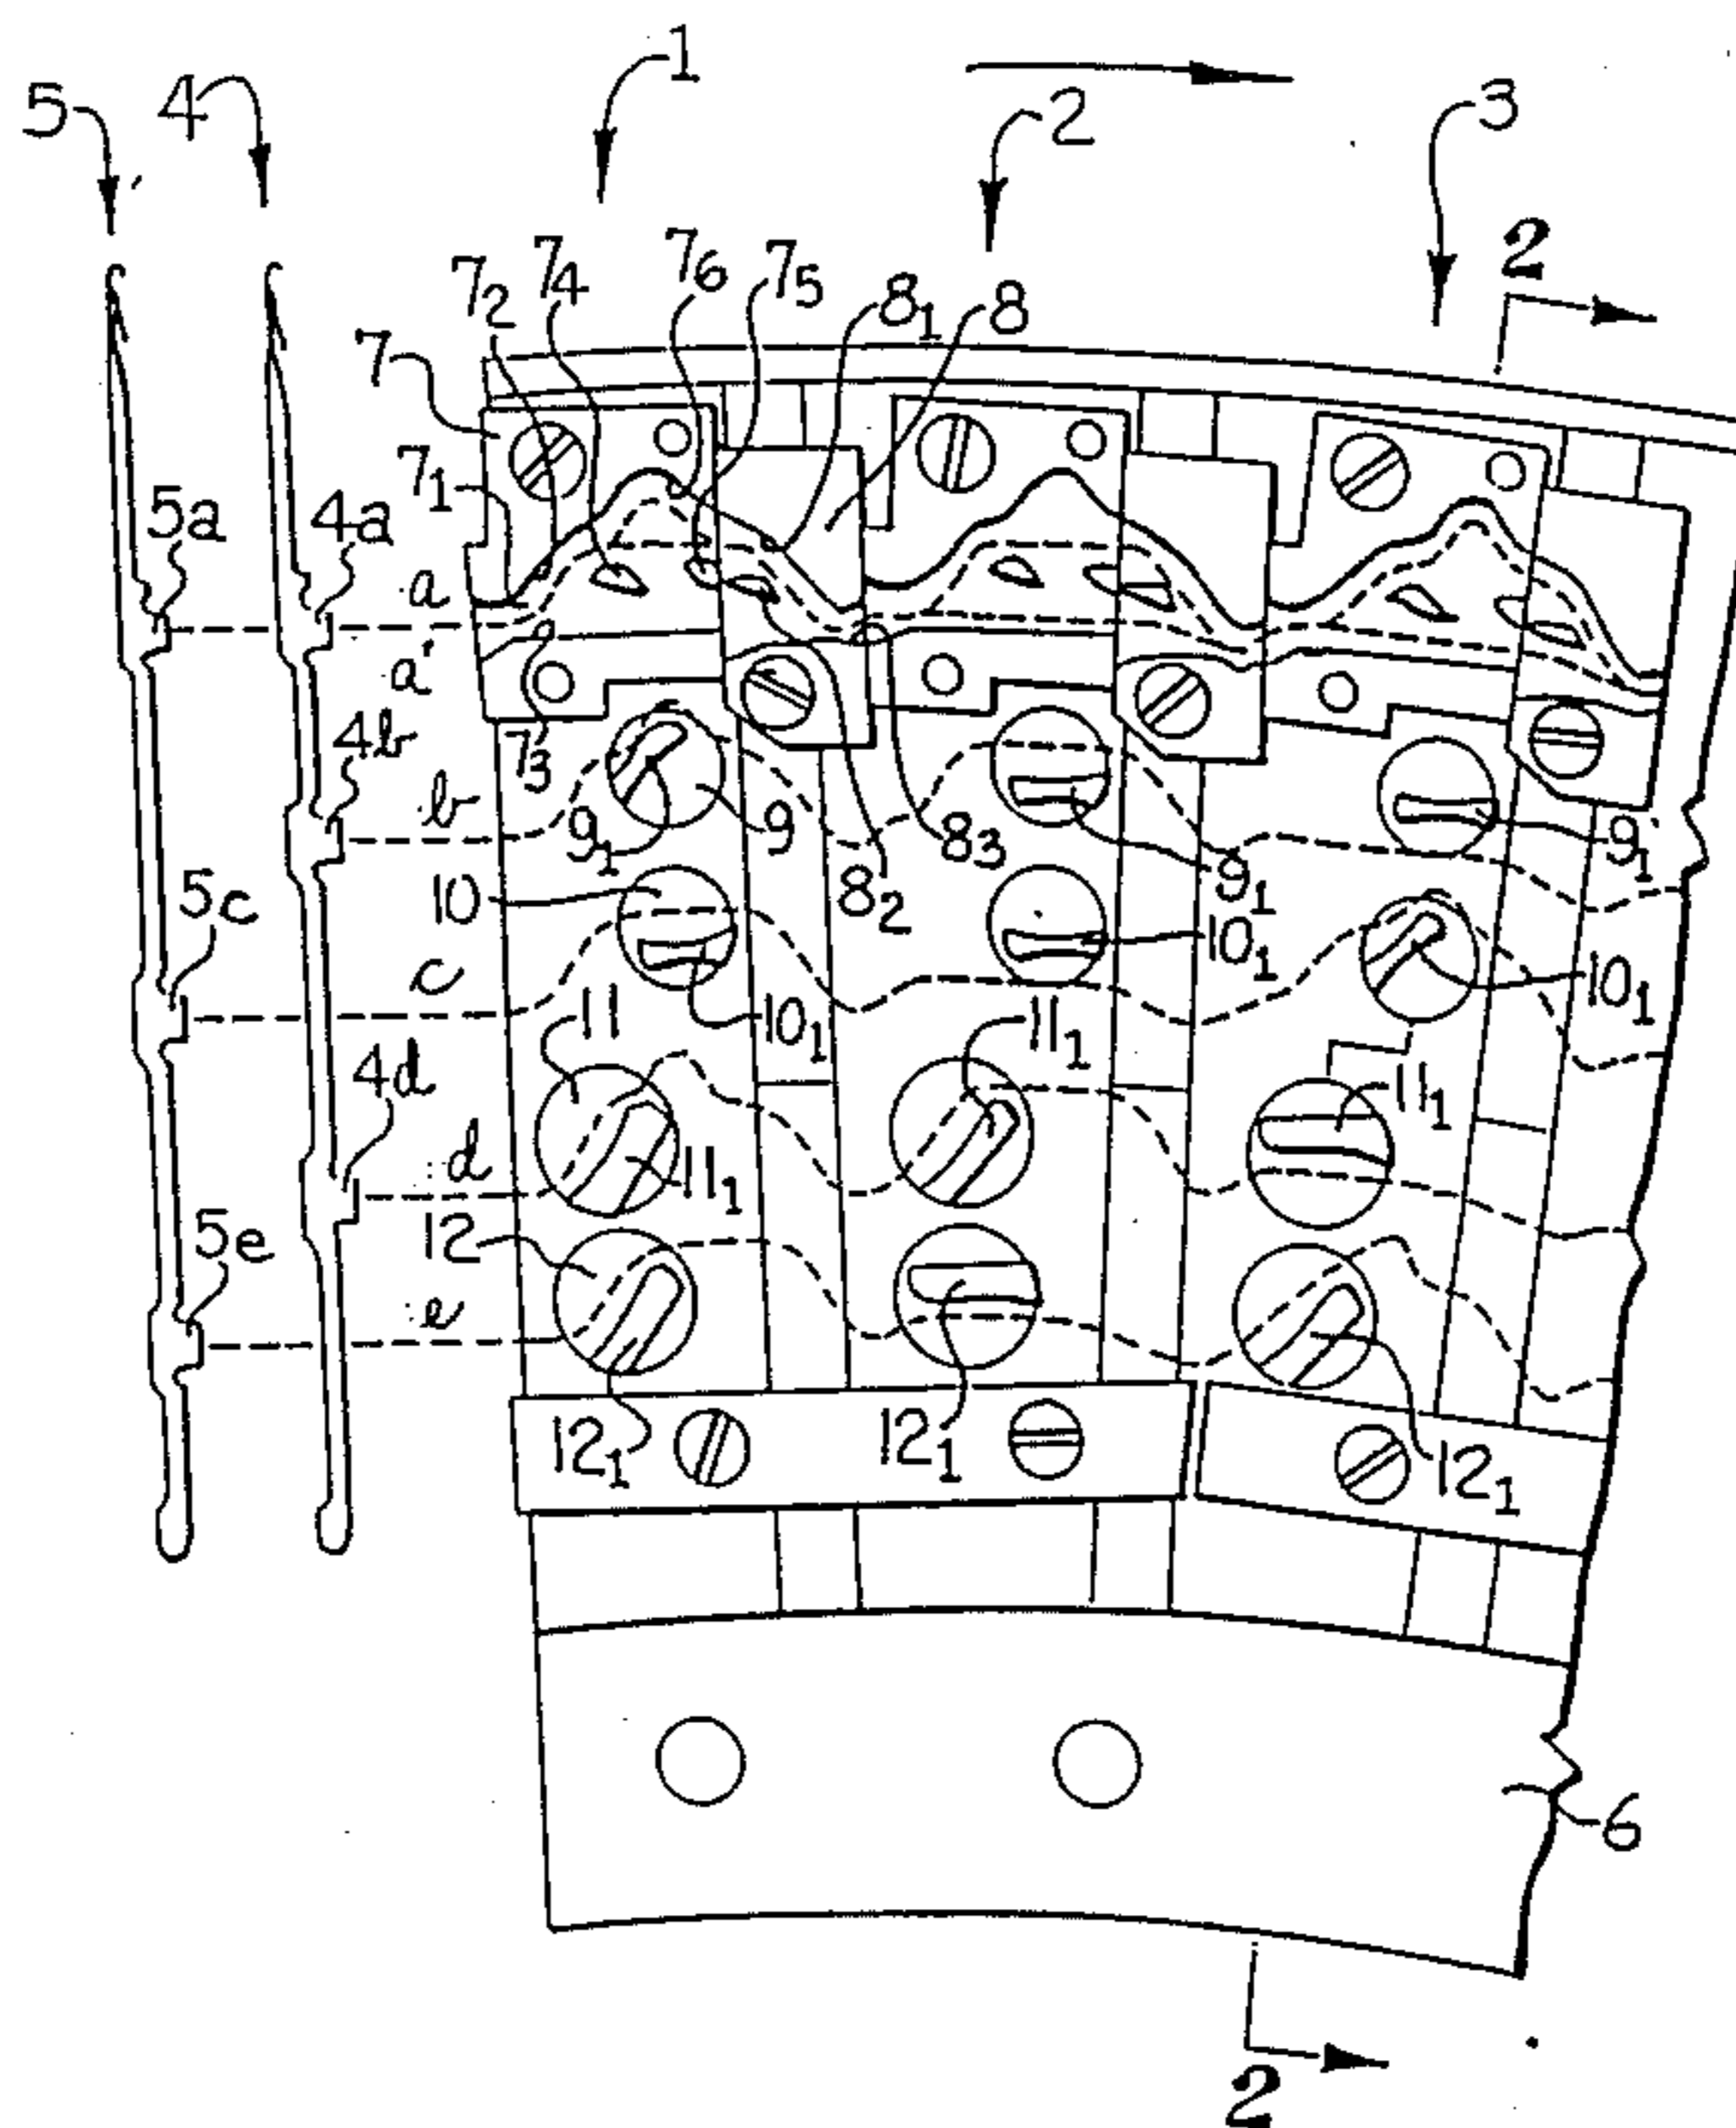 1
5 4 2 3
2
7₂ 7₄ 7₆ 7₅ 8₁ 8
7
7₁
5a 4a a
a'
4b
7₃
b 9₁ 9 8₃ 9₁ 9₁
5c 10 8₂ 10₁
c 11 10₁ 11₁ 10₁
4d 11₁
d 11₁
5e 12
e
12₁ 12₁ 12₁
6
2